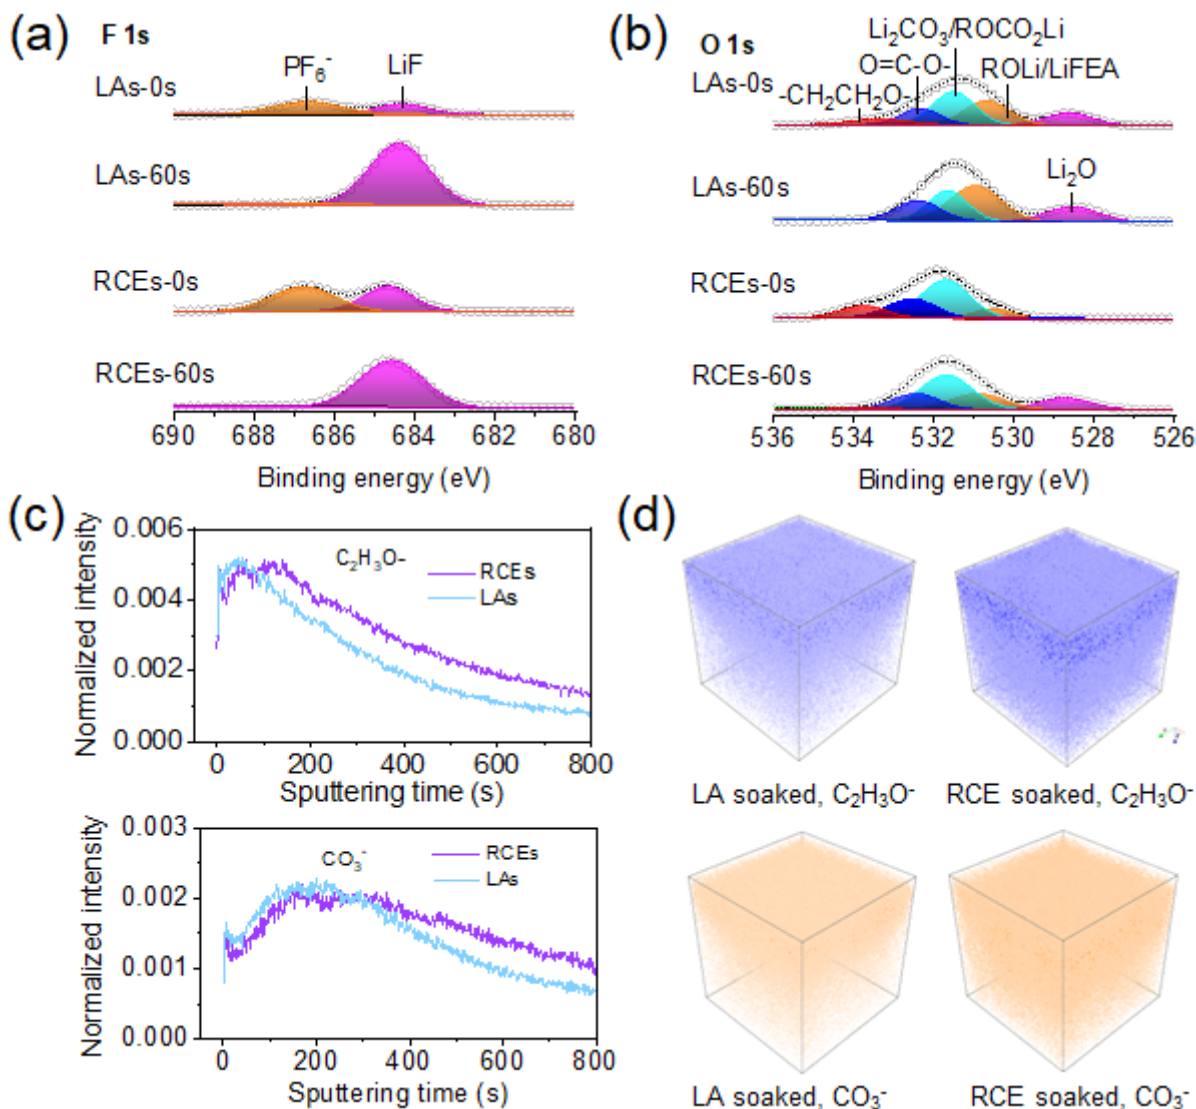 (a) F 1s
PF₆⁻ LiF
LAs-0s
LAs-60s
RCEs-0s
RCEs-60s
690 688 686 684 682 680
Binding energy (eV)
(b) O 1s
Li₂CO₃/ROCO₂Li
LAs-0s
O=C-O-
ROLi/LiFEA
-CH₂CH₂O-
LAs-60s
Li₂O
RCEs-0s
RCEs-60s
536 534 532 530 528 526
Binding energy (eV)
(c)
Normalized intensity
0.006
0.004
0.002
0.000
C₂H₃O-
RCEs
LAs
0 200 400 600 800
Sputtering time (s)
Normalized intensity
0.003
0.002
0.001
0.000
CO₃⁻
RCEs
LAs
0 200 400 600 800
Sputtering time (s)
(d)
LA soaked, C₂H₃O⁻
RCE soaked, C₂H₃O⁻
LA soaked, CO₃⁻
RCE soaked, CO₃⁻